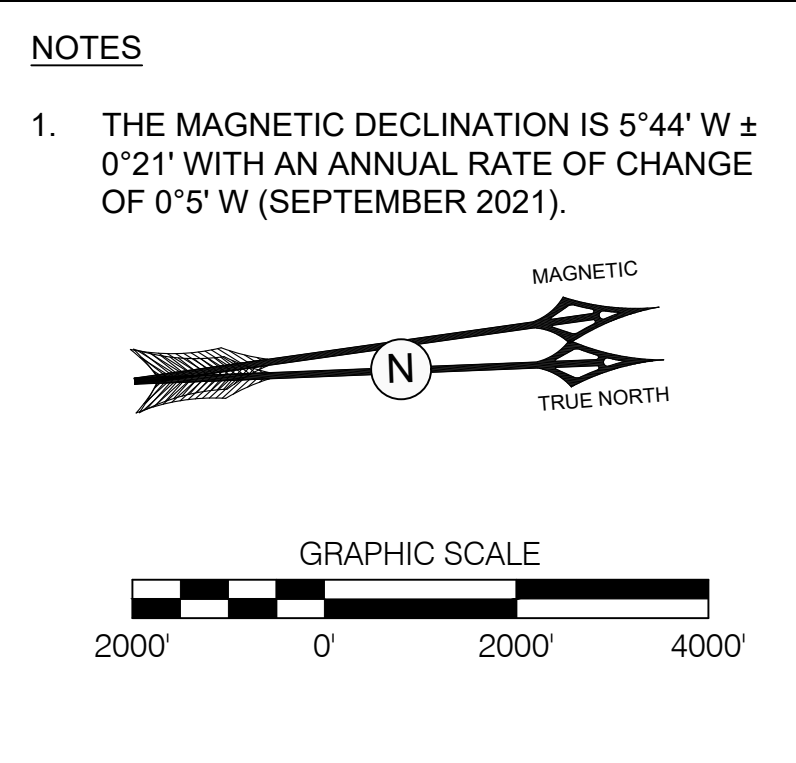 NOTES
1. THE MAGNETIC DECLINATION IS 5°44' W ±
0°21' WITH AN ANNUAL RATE OF CHANGE
OF 0°5' W (SEPTEMBER 2021).
MAGNETIC
N
TRUE NORTH
GRAPHIC SCALE
2000' 0' 2000' 4000'